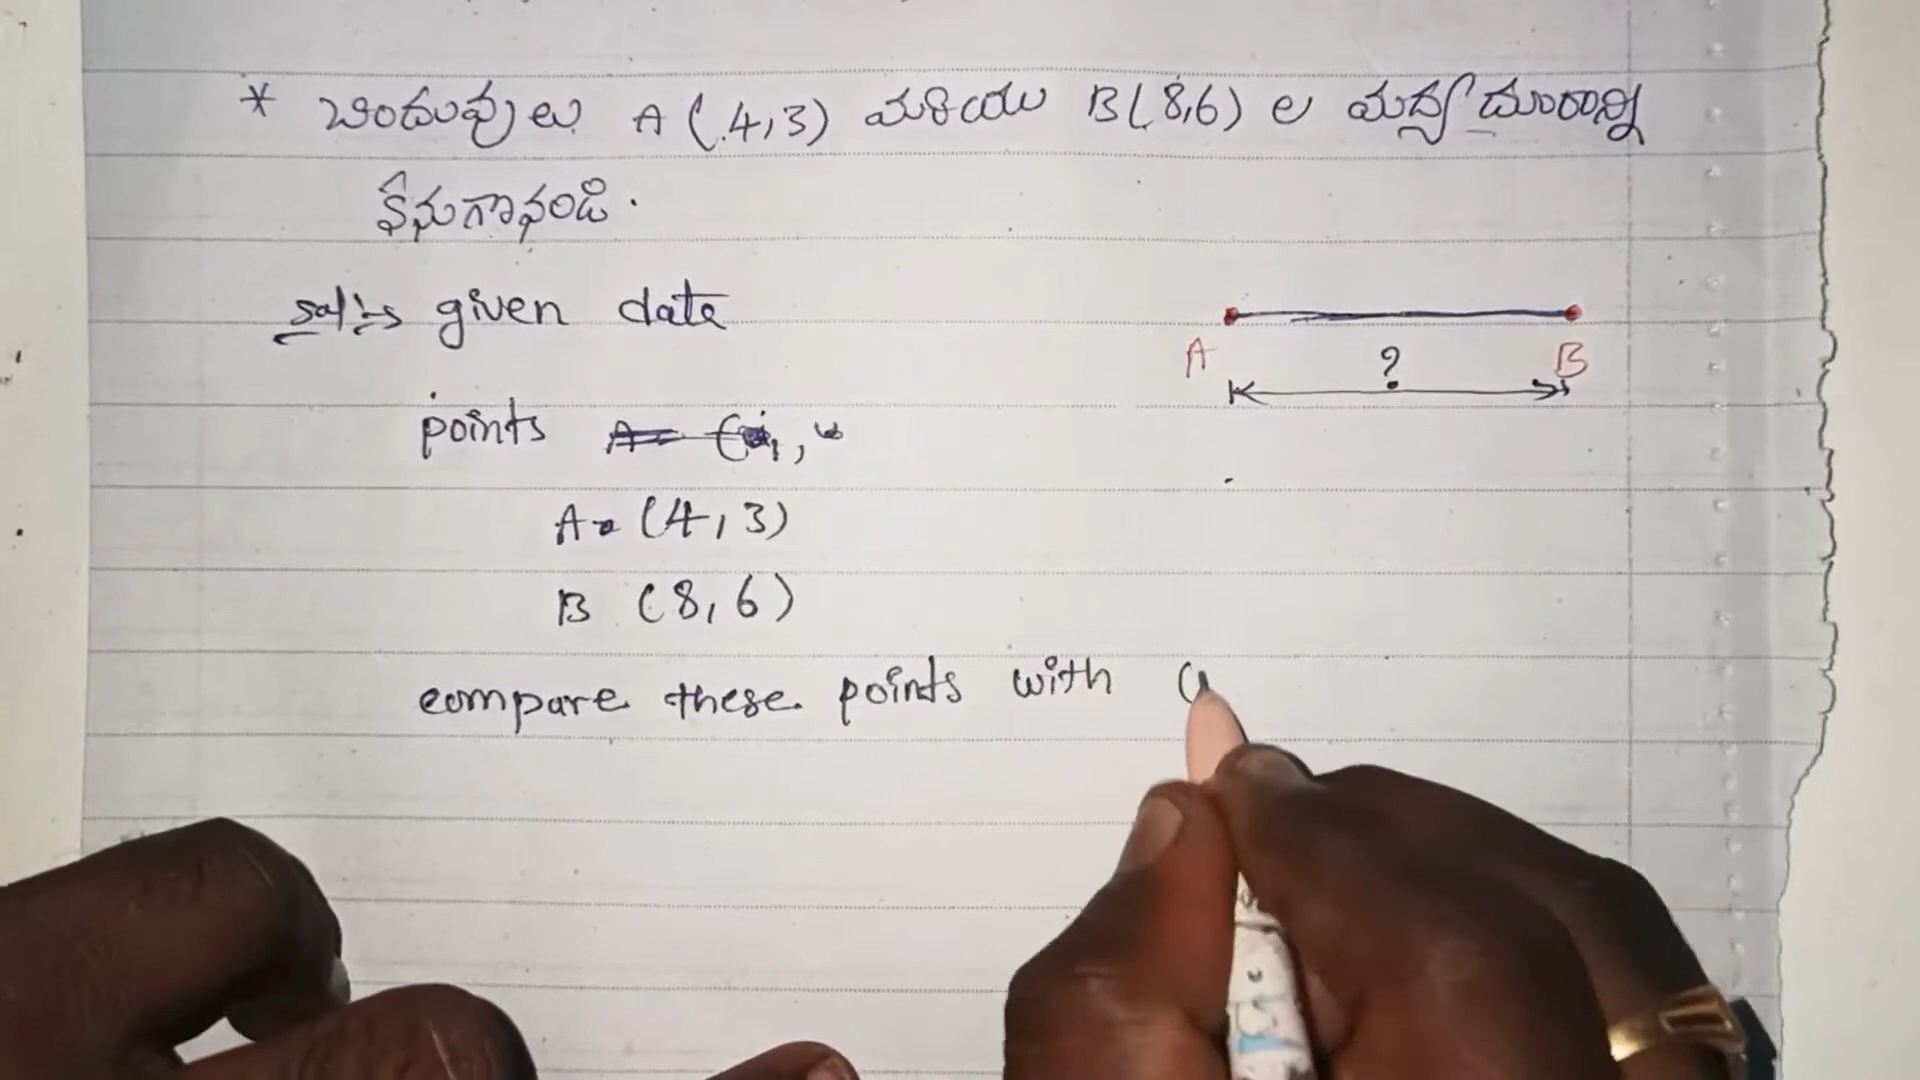 * బిందువులు A (4,3) మరియు B(8,6) ల మధ్య దూరాన్ని
కనుగొనండి.
sol:- given date
A B
?
points
A = (4,3)
B (8,6)
compare these points with (